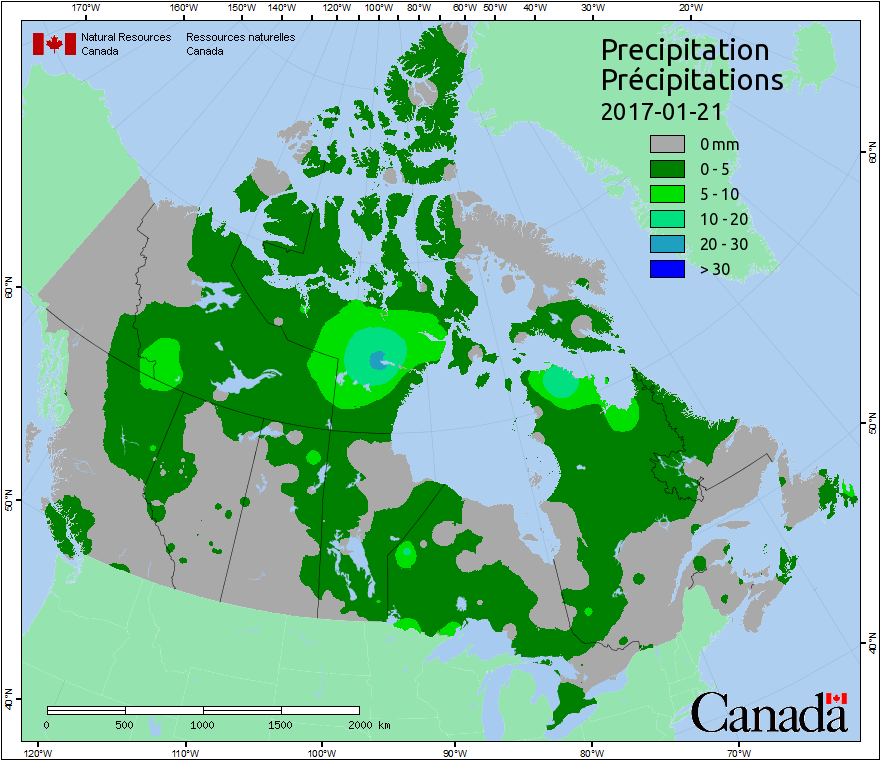 170°W 160°W 150°W 140°W 130°W 120°W 110°W 100°W 90°W 80°W 70°W 60°W 50°W 40°W 30°W 20°W
Natural Resources Canada
Ressources naturelles Canada
Precipitation
Précipitations
2017-01-21
0 mm
0 - 5
5 - 10
10 - 20
20 - 30
> 30
60°N
50°N
40°N
60°N
50°N
40°N
0 500 1000 1500 2000 km
Canada
120°W 110°W 100°W 90°W 80°W 70°W